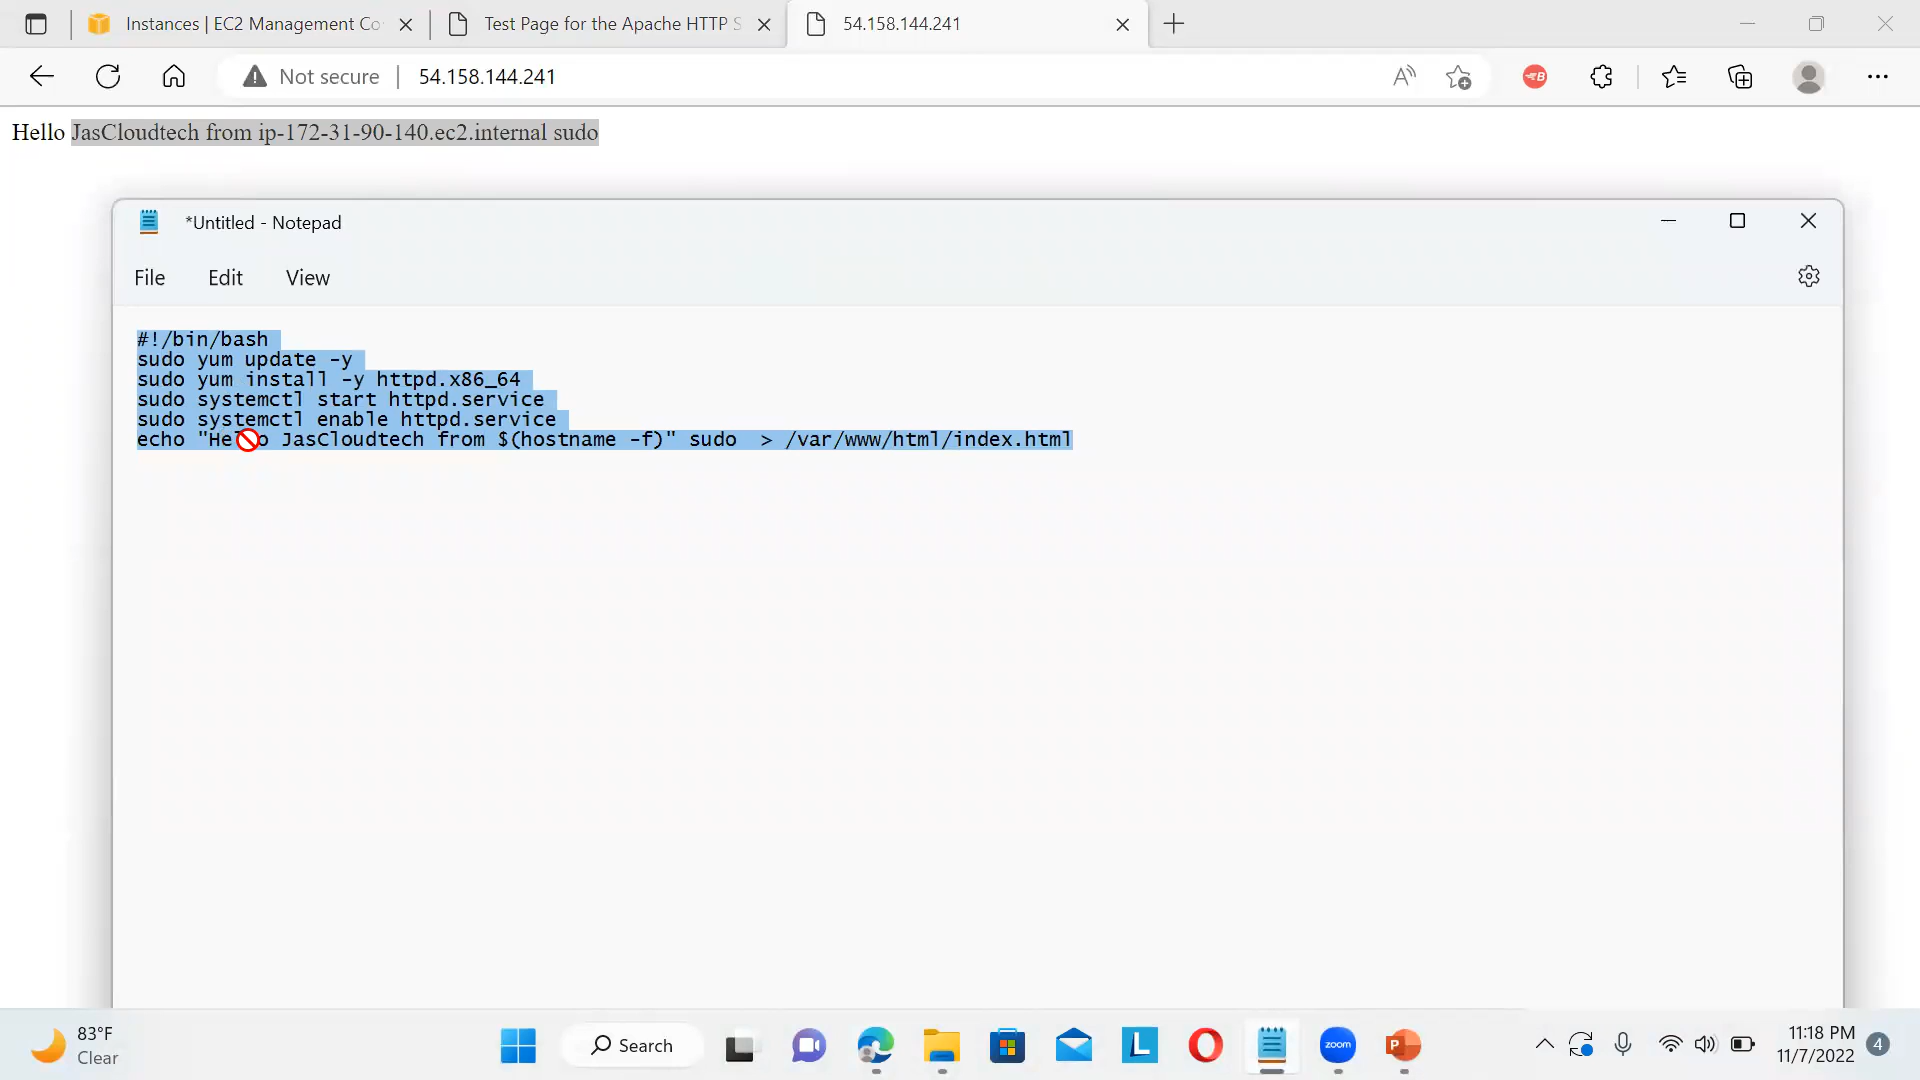 Instances | EC2 Management Co
Test Page for the Apache HTTP S
54.158.144.241
Not secure
54.158.144.241
Hello JasCloudtech from ip-172-31-90-140.ec2.internal sudo
*Untitled - Notepad
File
Edit
View
#!/bin/bash
sudo yum update -y
sudo yum install -y httpd.x86_64
sudo systemctl start httpd.service
sudo systemctl enable httpd.service
echo "Hello JasCloudtech from $(hostname -f)" sudo  > /var/www/html/index.html
83°F
Clear
Search
L
zoom
P
11:18 PM
11/7/2022
4